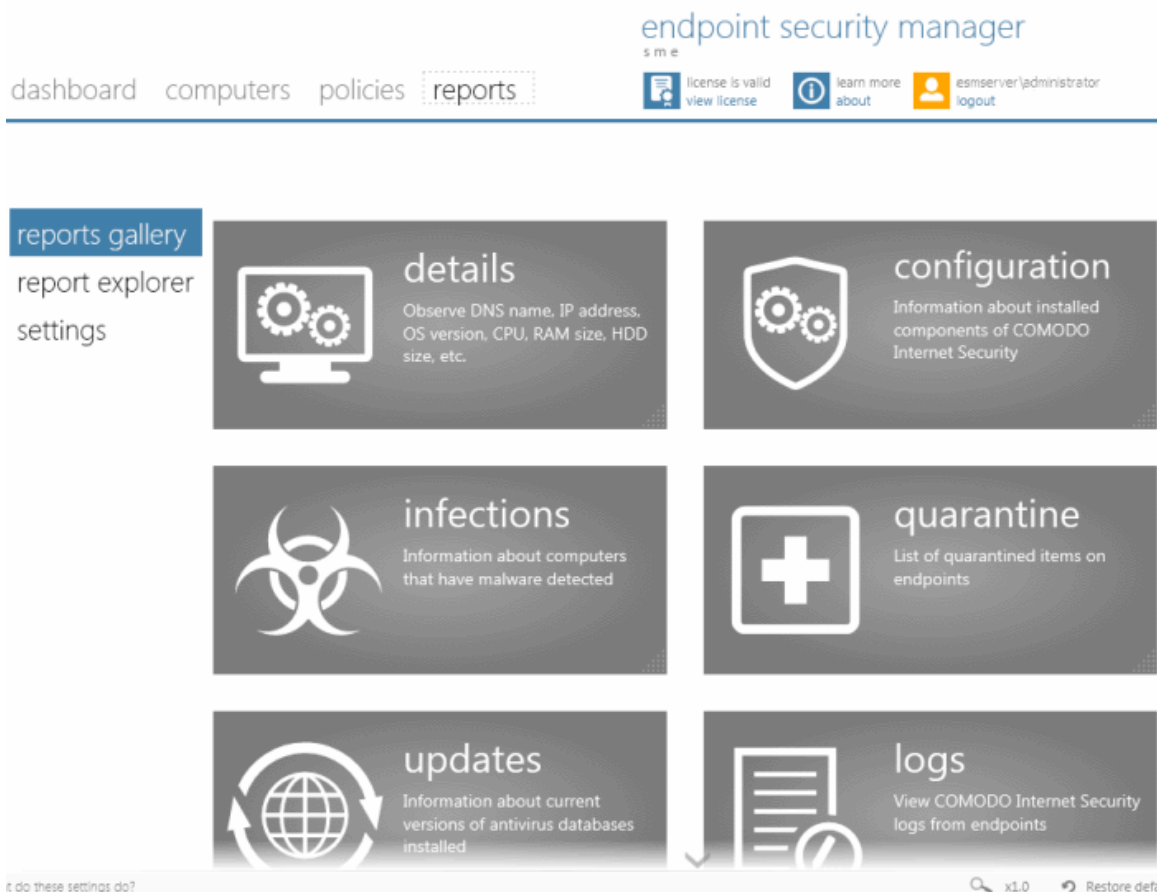 endpoint security manager
sme
dashboard computers policies reports
license is valid
view license
learn more
about
esmserver\administrator
logout
reports gallery
report explorer
settings
details
Observe DNS name, IP address,
OS version, CPU, RAM size, HDD
size, etc.
configuration
Information about installed
components of COMODO
Internet Security
infections
Information about computers
that have malware detected
quarantine
List of quarantined items on
endpoints
updates
Information about current
versions of antivirus databases
installed
logs
View COMODO Internet Security
logs from endpoints
t do these settings do?
x1.0 Restore defa